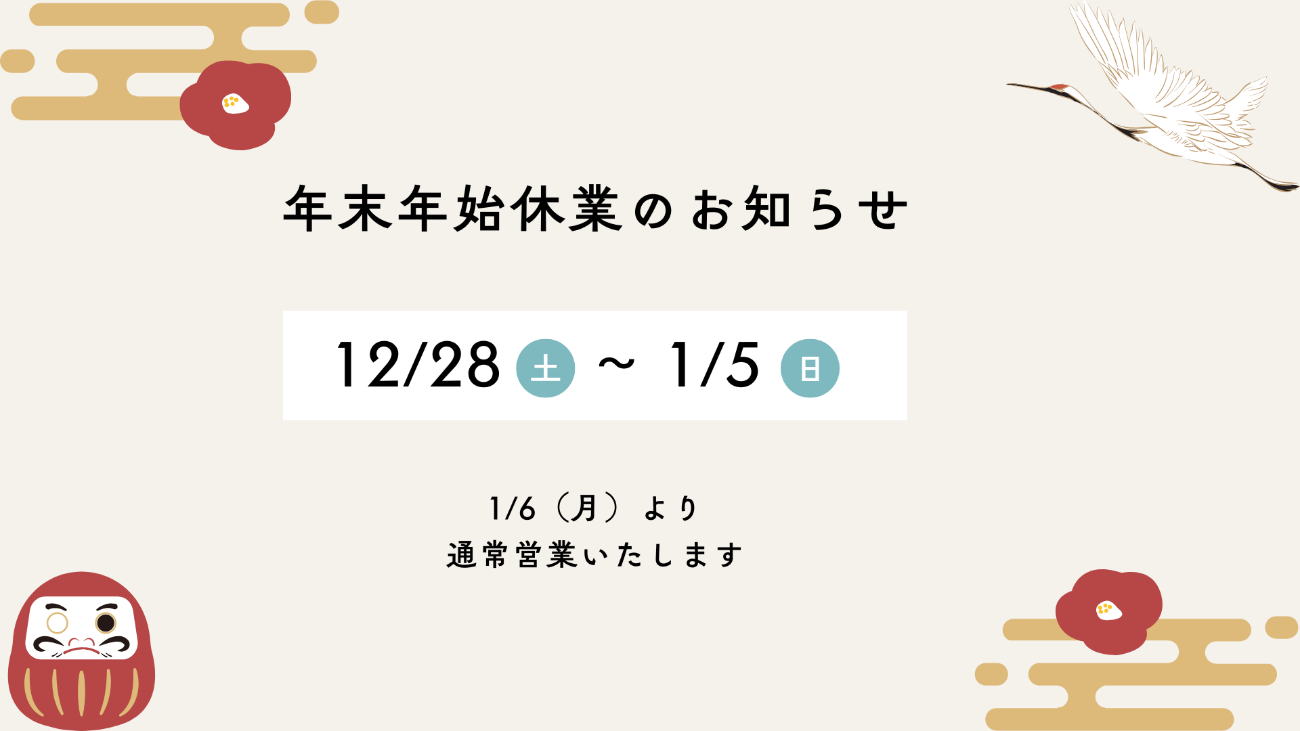 年末年始休業のお知らせ
12/28 土 〜 1/5 日
1/6（月）より
通常営業いたします